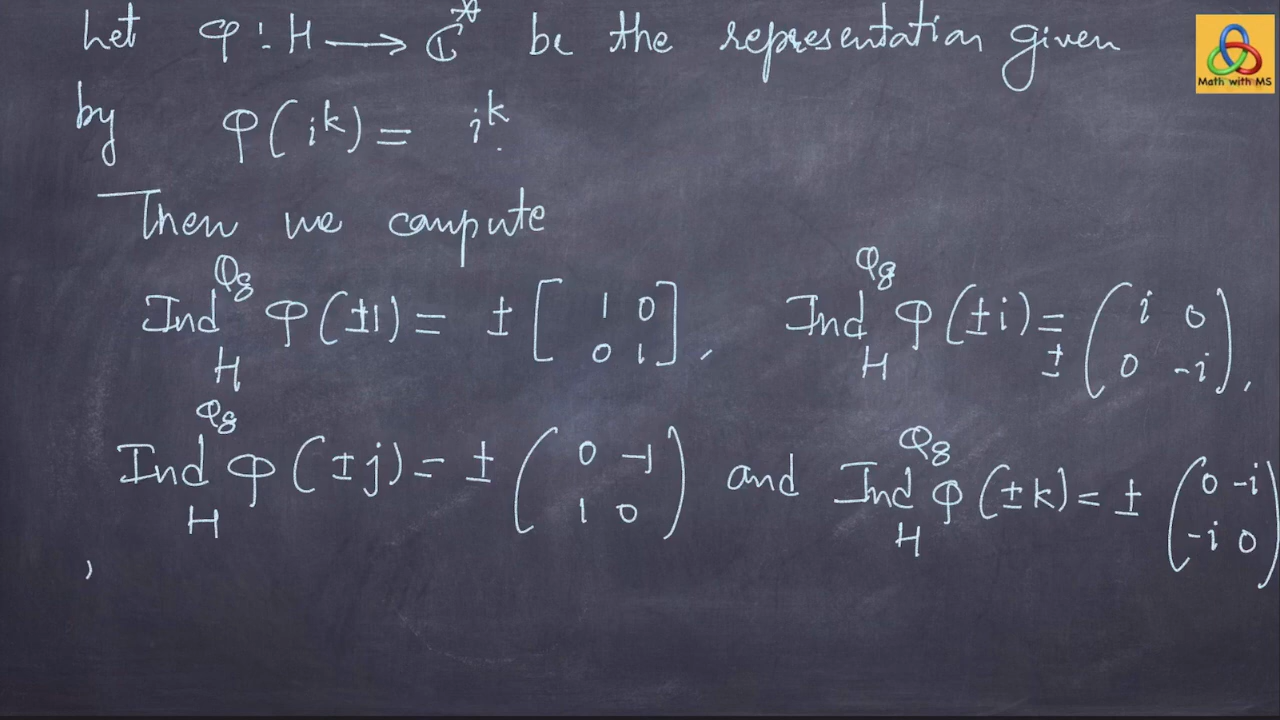 Let φ : H → ℂ* be the representation given
by φ(i^k) = i^k.
Then we compute
Ind_H^{Q_8} φ(±1) = ± [1 0; 0 1], Ind_H^{Q_8} φ(±i) = ± (i 0; 0 -i),
Ind_H^{Q_8} φ(±j) = ± (0 -1; 1 0) and Ind_H^{Q_8} φ(±k) = ± (0 -i; -i 0)
,
Math with MS